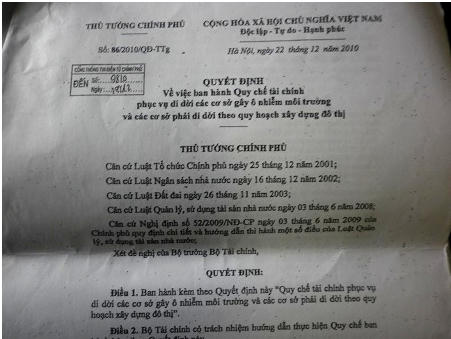 THỦ TƯỚNG CHÍNH PHỦ
CỘNG HÒA XÃ HỘI CHỦ NGHĨA VIỆT NAM
Độc lập - Tự do - Hạnh phúc
Số: 86/2010/QĐ-TTg
Hà Nội, ngày 22 tháng 12 năm 2010
CỔNG THÔNG TIN ĐIỆN TỬ CHÍNH PHỦ
ĐẾN Số: 9810
Ngày:
QUYẾT ĐỊNH
Về việc ban hành Quy chế tài chính
phục vụ di dời các cơ sở gây ô nhiễm môi trường
và các cơ sở phải di dời theo quy hoạch xây dựng đô thị
THỦ TƯỚNG CHÍNH PHỦ
Căn cứ Luật Tổ chức Chính phủ ngày 25 tháng 12 năm 2001;
Căn cứ Luật Ngân sách nhà nước ngày 16 tháng 12 năm 2002;
Căn cứ Luật Đất đai ngày 26 tháng 11 năm 2003;
Căn cứ Luật Quản lý, sử dụng tài sản nhà nước ngày 03 tháng 6 năm 2008;
Căn cứ Nghị định số 52/2009/NĐ-CP ngày 03 tháng 6 năm 2009 của
Chính phủ quy định chi tiết và hướng dẫn thi hành một số điều của Luật Quản
lý, sử dụng tài sản nhà nước;
Xét đề nghị của Bộ trưởng Bộ Tài chính,
QUYẾT ĐỊNH:
Điều 1. Ban hành kèm theo Quyết định này "Quy chế tài chính phục vụ
di dời các cơ sở gây ô nhiễm môi trường và các cơ sở phải di dời theo quy
hoạch xây dựng đô thị".
Điều 2. Bộ Tài chính có trách nhiệm hướng dẫn thực hiện Quy chế ban